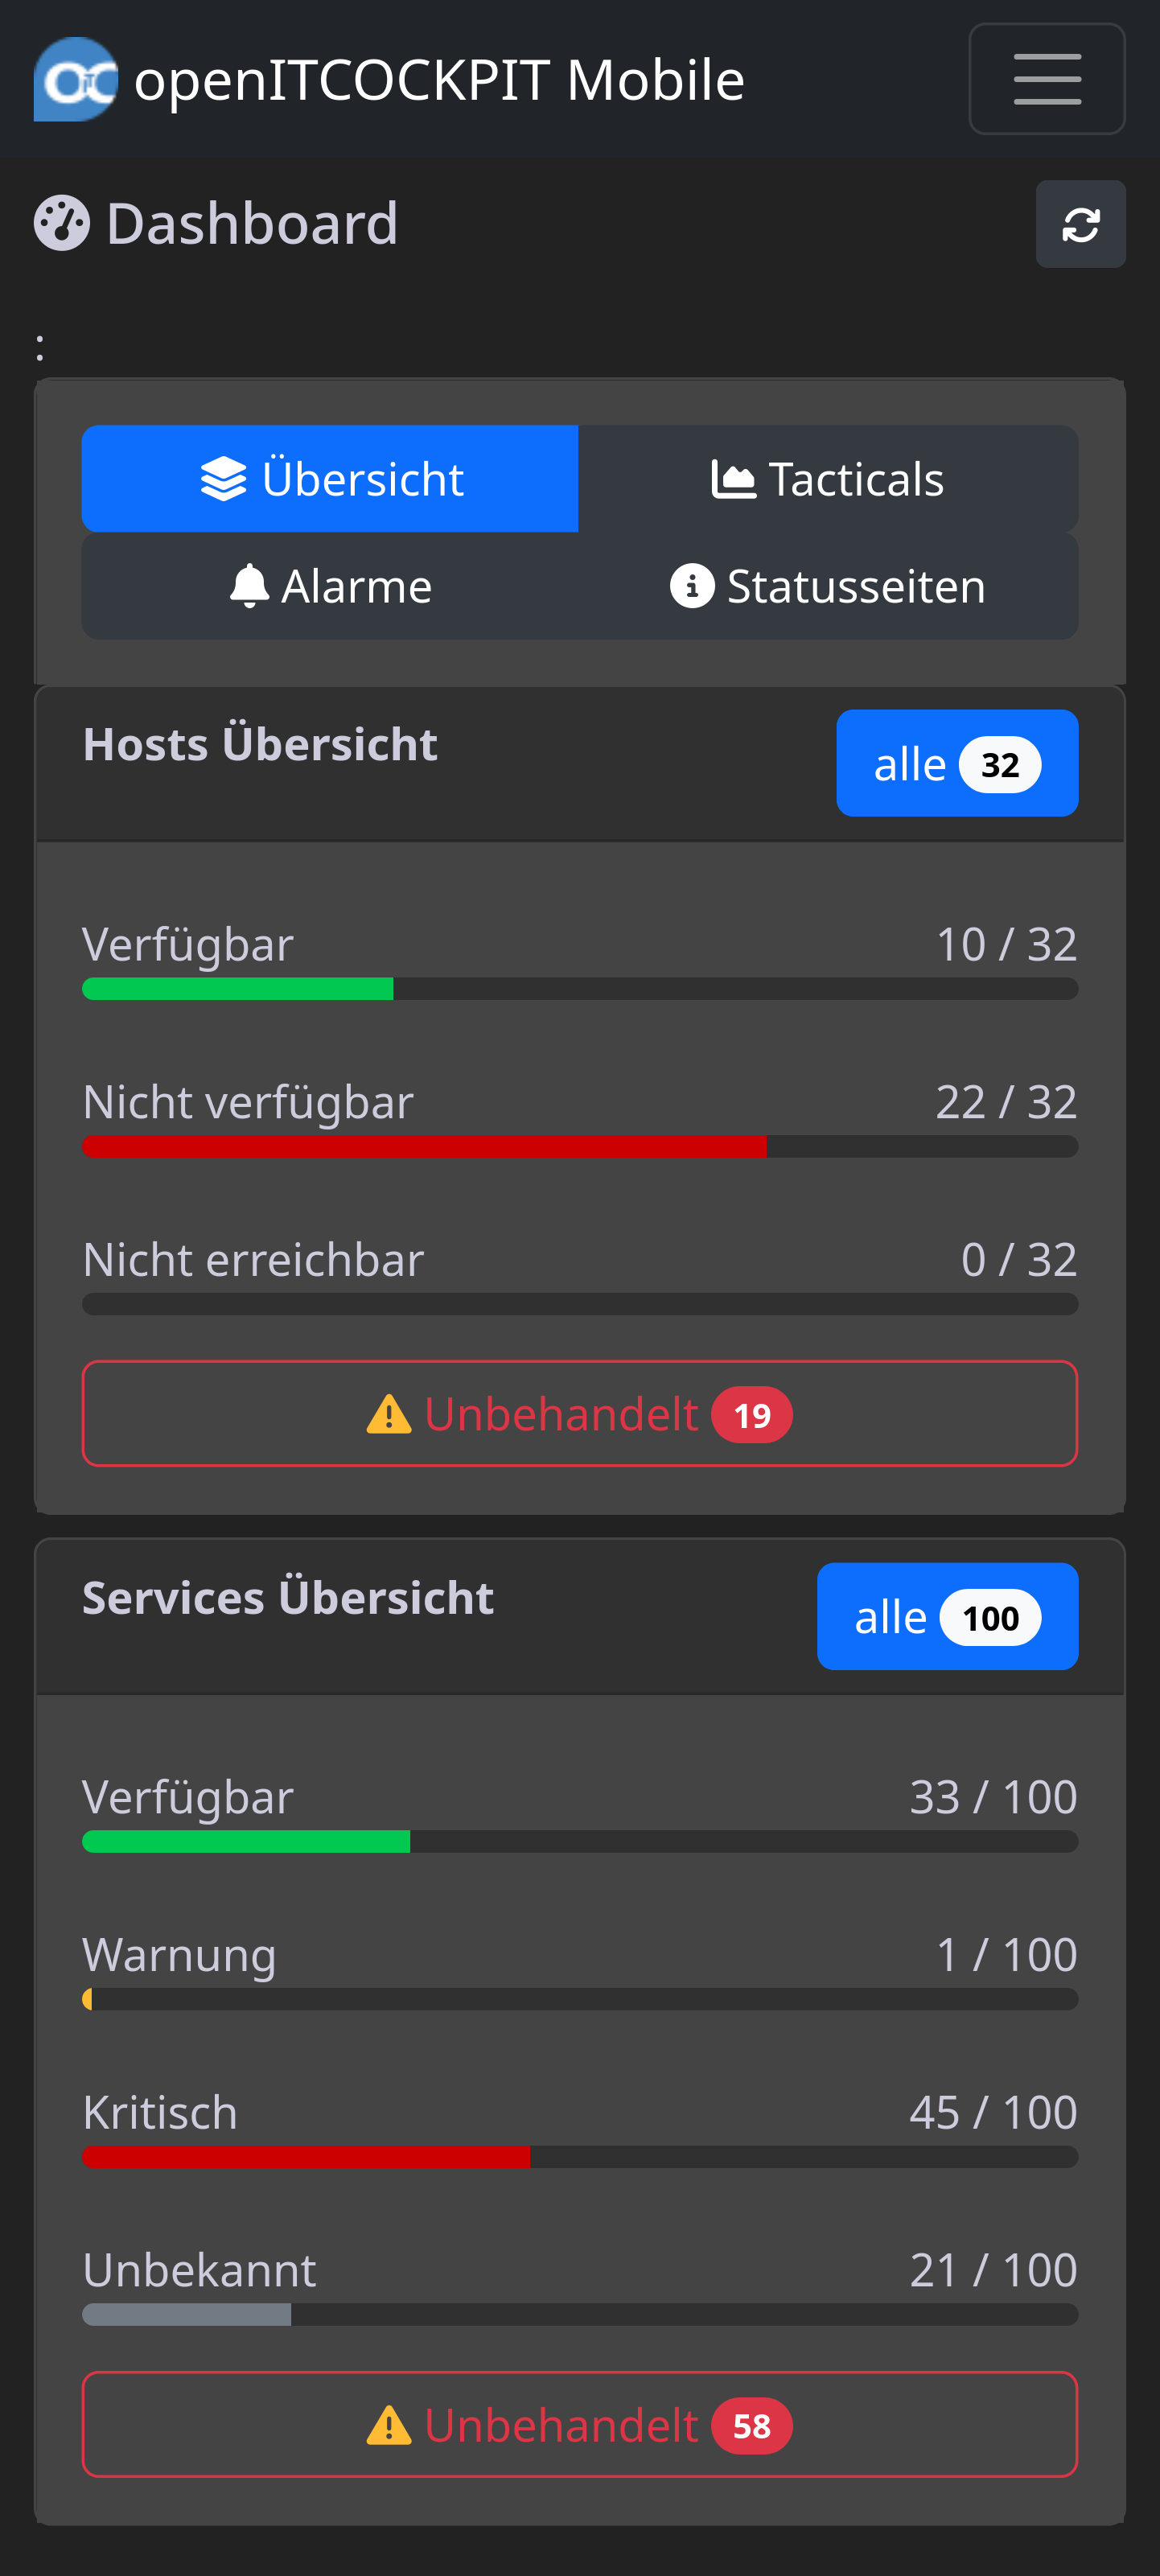 openITCOCKPIT Mobile
Dashboard
:
Übersicht
Tacticals
Alarme
Statusseiten
Hosts Übersicht
alle 32
Verfügbar 10 / 32
Nicht verfügbar 22 / 32
Nicht erreichbar 0 / 32
Unbehandelt 19
Services Übersicht
alle 100
Verfügbar 33 / 100
Warnung 1 / 100
Kritisch 45 / 100
Unbekannt 21 / 100
Unbehandelt 58